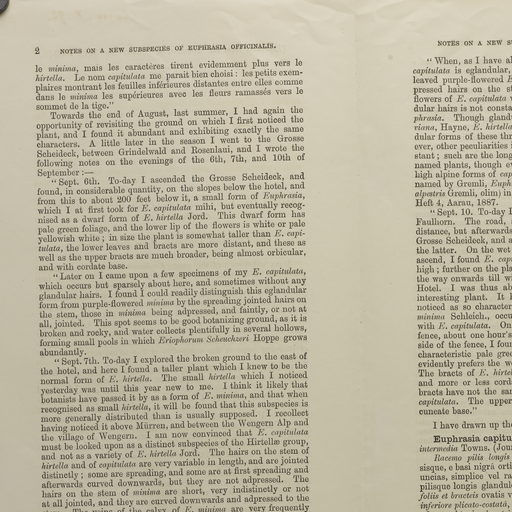 2 NOTES ON A NEW SUBSPECIES OF EUPHRASIA OFFICINALIS.
le minima, mais les caractères tirent evidemment plus vers le
hirtella. Le nom capitulata me parait bien choisi: les petits exem-
plaires montrant les feuilles inférieures distantes entre elles comme
dans le minima les supérieures avec les fleurs ramassés vers le
sommet de la tige."
Towards the end of August, last summer, I had again the
opportunity of revisiting the ground on which I first noticed the
plant, and I found it abundant and exhibiting exactly the same
characters. A little later in the season I went to the Grosse
Scheideck, between Grindelwald and Rosenlaui, and I wrote the
following notes on the evenings of the 6th, 7th, and 10th of
September:—
"Sept. 6th. To-day I ascended the Grosse Scheideck, and
found, in considerable quantity, on the slopes below the hotel, and
from this to about 200 feet below it, a small form of Euphrasia,
which I at first took for E. capitulata mihi, but eventually recog-
nised as a dwarf form of E. hirtella Jord. This dwarf form has
pale green foliage, and the lower lip of the flowers is white or pale
yellowish white; in size the plant is somewhat taller than E. capi-
tulata, the lower leaves and bracts are more distant, and these as
well as the upper bracts are much broader, being almost orbicular,
and with cordate base.
"Later on I came upon a few specimens of my E. capitulata,
which occurs but sparsely about here, and sometimes without any
glandular hairs. I found I could readily distinguish this eglandular
form from purple-flowered minima by the spreading jointed hairs on
the stem, those in minima being adpressed, and faintly, or not at
all, jointed. This spot seems to be good botanizing ground, as it is
broken and rocky, and water collects plentifully in several hollows,
forming small pools in which Eriophorum Scheuchzeri Hoppe grows
abundantly.
"Sept. 7th. To-day I explored the broken ground to the east of
the hotel, and here I found a taller plant which I knew to be the
normal form of E. hirtella. The small hirtella which I noticed
yesterday was until this year new to me. I think it likely that
botanists have passed it by as a form of E. minima, and that when
recognised as small hirtella, it will be found that this subspecies is
more generally distributed than is usually supposed. I recollect
having noticed it above Mürren, and between the Wengern Alp and
the village of Wengern. I am now convinced that E. capitulata
must be looked upon as a distinct subspecies of the Hirtellæ group,
and not as a variety of E. hirtella Jord. The hairs on the stem of
hirtella and of capitulata are very variable in length, and are jointed
distinctly; some are spreading, and some are at first spreading and
afterwards curved downwards, but they are not adpressed. The
hairs on the stem of minima are short, very indistinctly or not
at all jointed, and they are curved downwards and adpressed to the
of the calyx of E. minima are very frequently
NOTES ON A NEW SU
"When, as I have al
capitulata is eglandular,
leaved purple-flowered E
pressed hairs on the st
flowers of E. capitulata
dular hairs is not consta
phrasia. Though gland
viana, Hayne, E. hirtella
dular forms of these thr
over, other peculiarities i
stant; such are the long
named plants, though ev
high alpine forms of cap
named by Gremli, Euph
alpestris Gremli, olim) in
Heft 4, Aarau, 1887.
"Sept. 10. To-day I
Faulhorn. The road,
distance, but afterwards
Grosse Scheideck, and a
the latter. On the wet
ascend, I found E. cap
high; further on the pla
the way onwards till wi
Hotel. I was thus ab
interesting plant. It l
noticed as so character
minima Schleich., occu
with E. capitulata. On
fence, about one hour's
side of the fence, I fou
characteristic pale gree
evidently prefers the we
The bracts of E. hirte
and more or less cord
bracts have not the sam
capitulata. The upper
cuneate base."
I have drawn up the
Euphrasia capitu
intermedia Towns. (Jour
Racemo pilis longis
sisque, e basi nigrâ orti
uncias, simplice vel ra
pilisque longis glandul
foliis et bracteis ovatis v
inferiore plicato-costatâ,